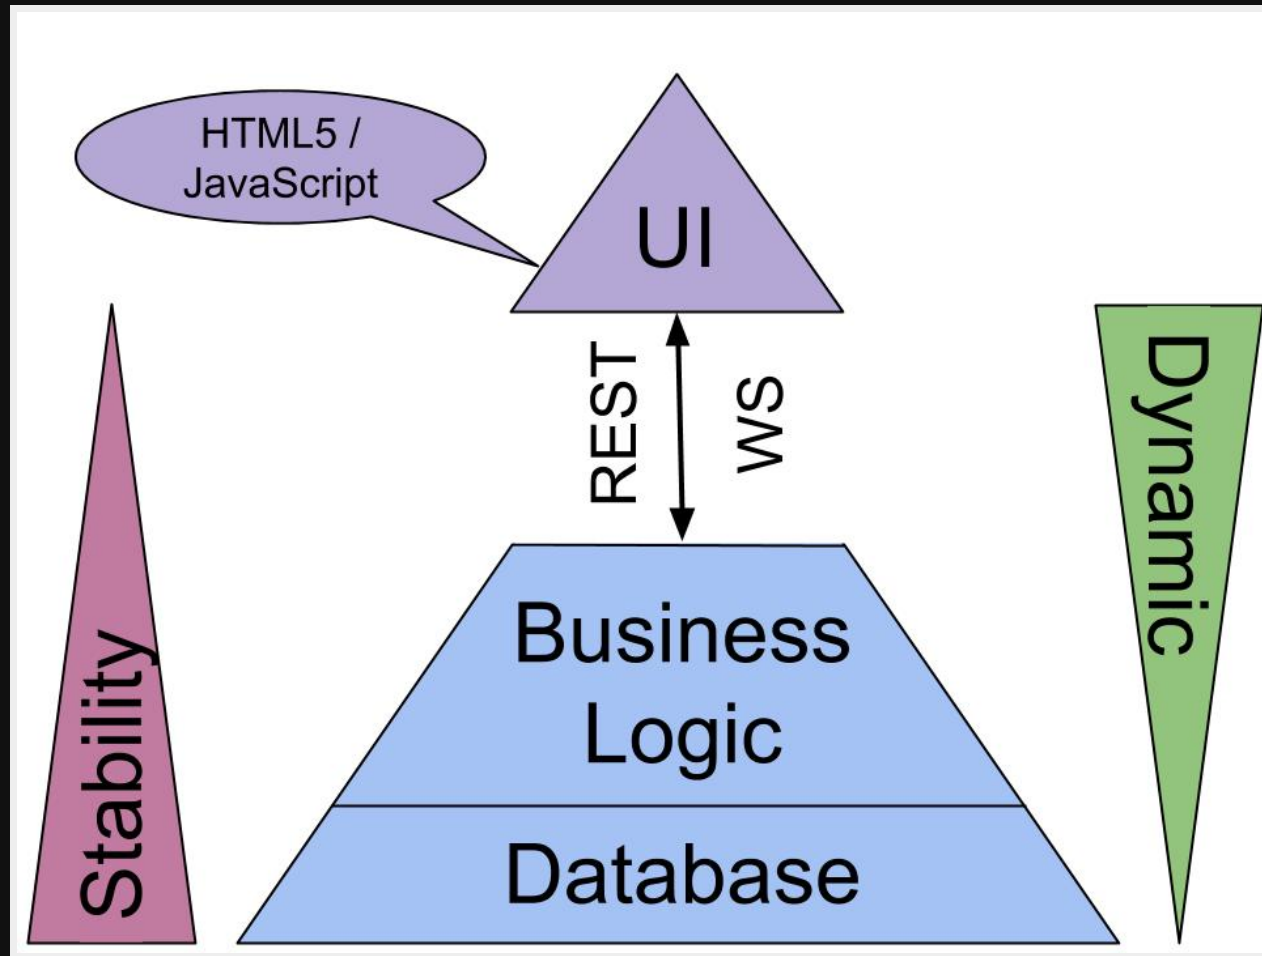 HTML5 /
JavaScript
UI
REST
WS
Stability
Dynamic
Business
Logic
Database